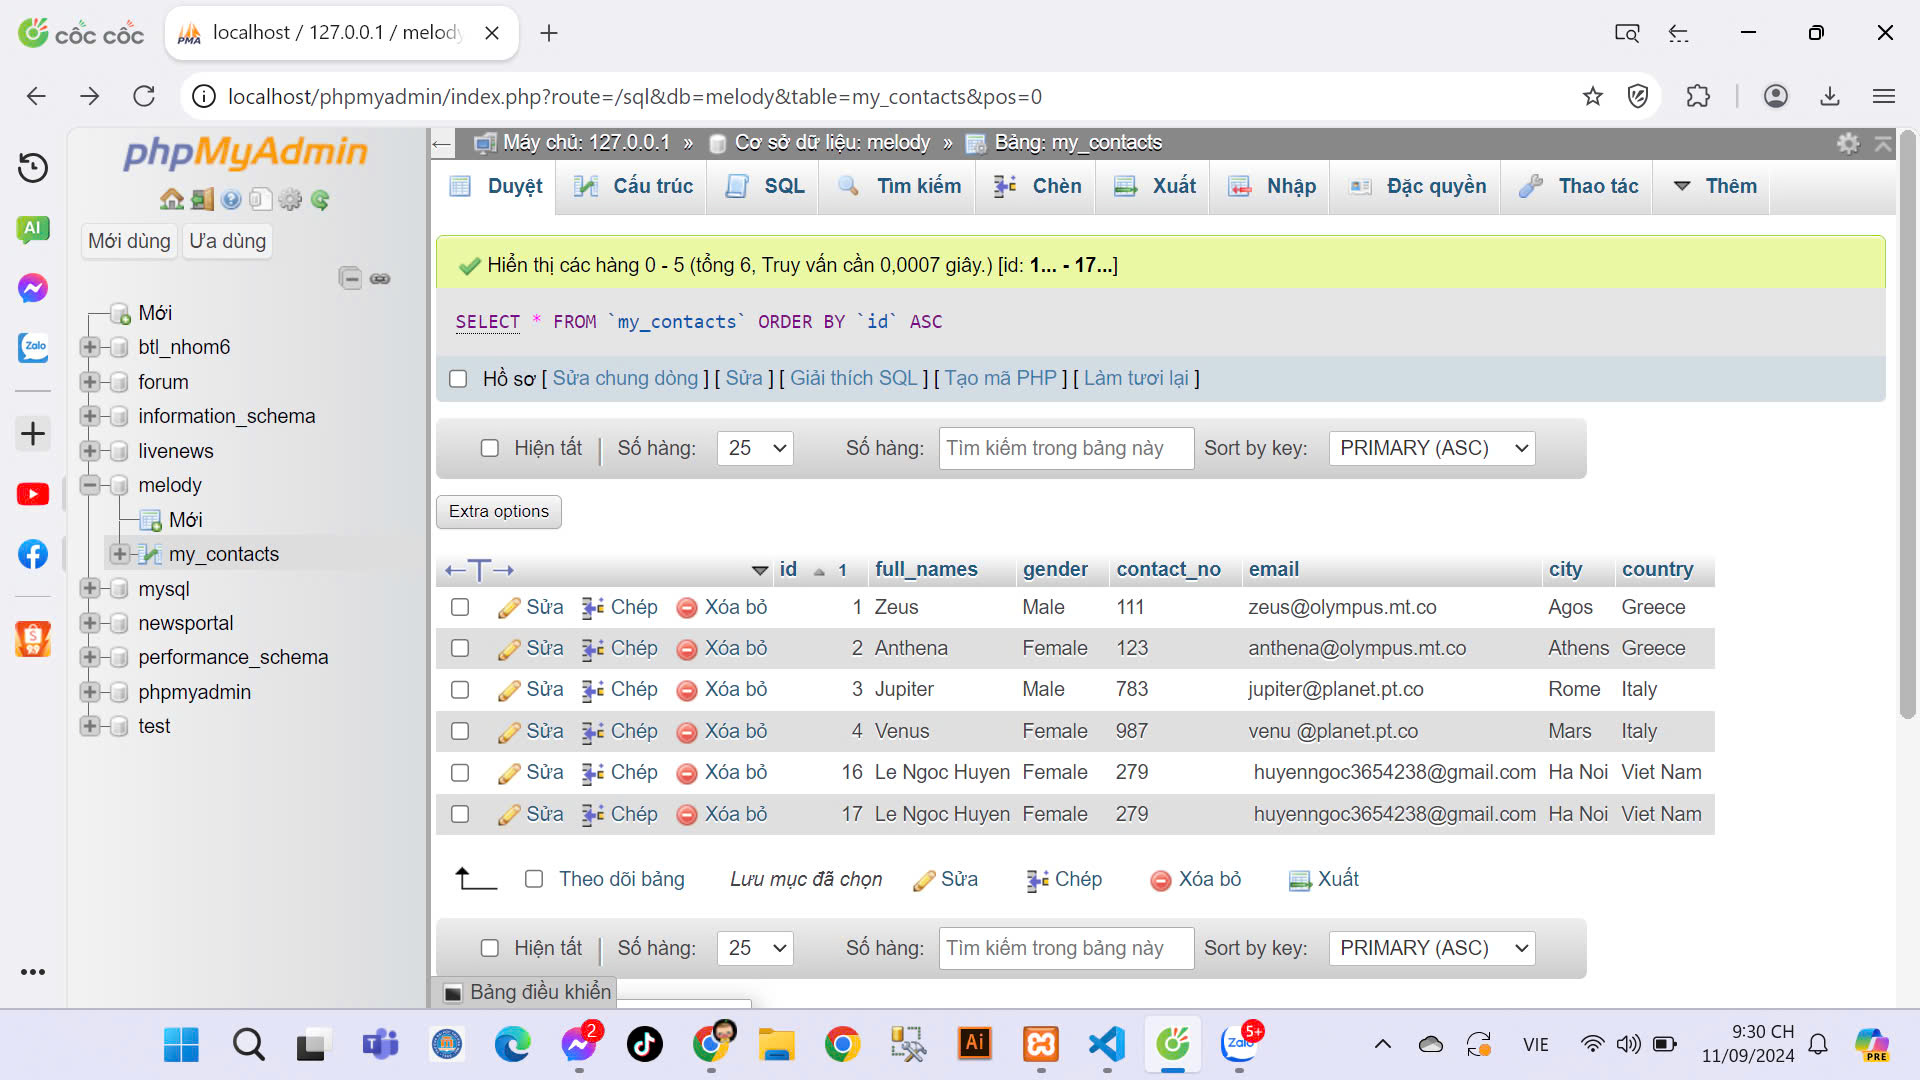 cốc cốc
localhost / 127.0.0.1 / melody
localhost/phpmyadmin/index.php?route=/sql&db=melody&table=my_contacts&pos=0
phpMyAdmin
Mới dùng
Ưa dùng
Mới
btl_nhom6
forum
information_schema
livenews
melody
Mới
my_contacts
mysql
newsportal
performance_schema
phpmyadmin
test
Máy chủ: 127.0.0.1 » Cơ sở dữ liệu: melody » Bảng: my_contacts
Duyệt Cấu trúc SQL Tìm kiếm Chèn Xuất Nhập Đặc quyền Thao tác Thêm
Hiển thị các hàng 0 - 5 (tổng 6, Truy vấn cần 0,0007 giây.) [id: 1... - 17...]
SELECT * FROM `my_contacts` ORDER BY `id` ASC
Hồ sơ [ Sửa chung dòng ] [ Sửa ] [ Giải thích SQL ] [ Tạo mã PHP ] [ Làm tươi lại ]
Hiện tất Số hàng: 25 Số hàng: Tìm kiếm trong bảng này Sort by key: PRIMARY (ASC)
Extra options
←T→ id 1 full_names gender contact_no email city country
Sửa Chép Xóa bỏ 1 Zeus Male 111 zeus@olympus.mt.co Agos Greece
Sửa Chép Xóa bỏ 2 Anthena Female 123 anthena@olympus.mt.co Athens Greece
Sửa Chép Xóa bỏ 3 Jupiter Male 783 jupiter@planet.pt.co Rome Italy
Sửa Chép Xóa bỏ 4 Venus Female 987 venu @planet.pt.co Mars Italy
Sửa Chép Xóa bỏ 16 Le Ngoc Huyen Female 279 huyenngoc3654238@gmail.com Ha Noi Viet Nam
Sửa Chép Xóa bỏ 17 Le Ngoc Huyen Female 279 huyenngoc3654238@gmail.com Ha Noi Viet Nam
Theo dõi bảng Lưu mục đã chọn Sửa Chép Xóa bỏ Xuất
Hiện tất Số hàng: 25 Số hàng: Tìm kiếm trong bảng này Sort by key: PRIMARY (ASC)
Bảng điều khiển
AI
Zalo
S
9.9
PMA
2
Ai
Zalo
5+
VIE
9:30 CH
11/09/2024
PRE